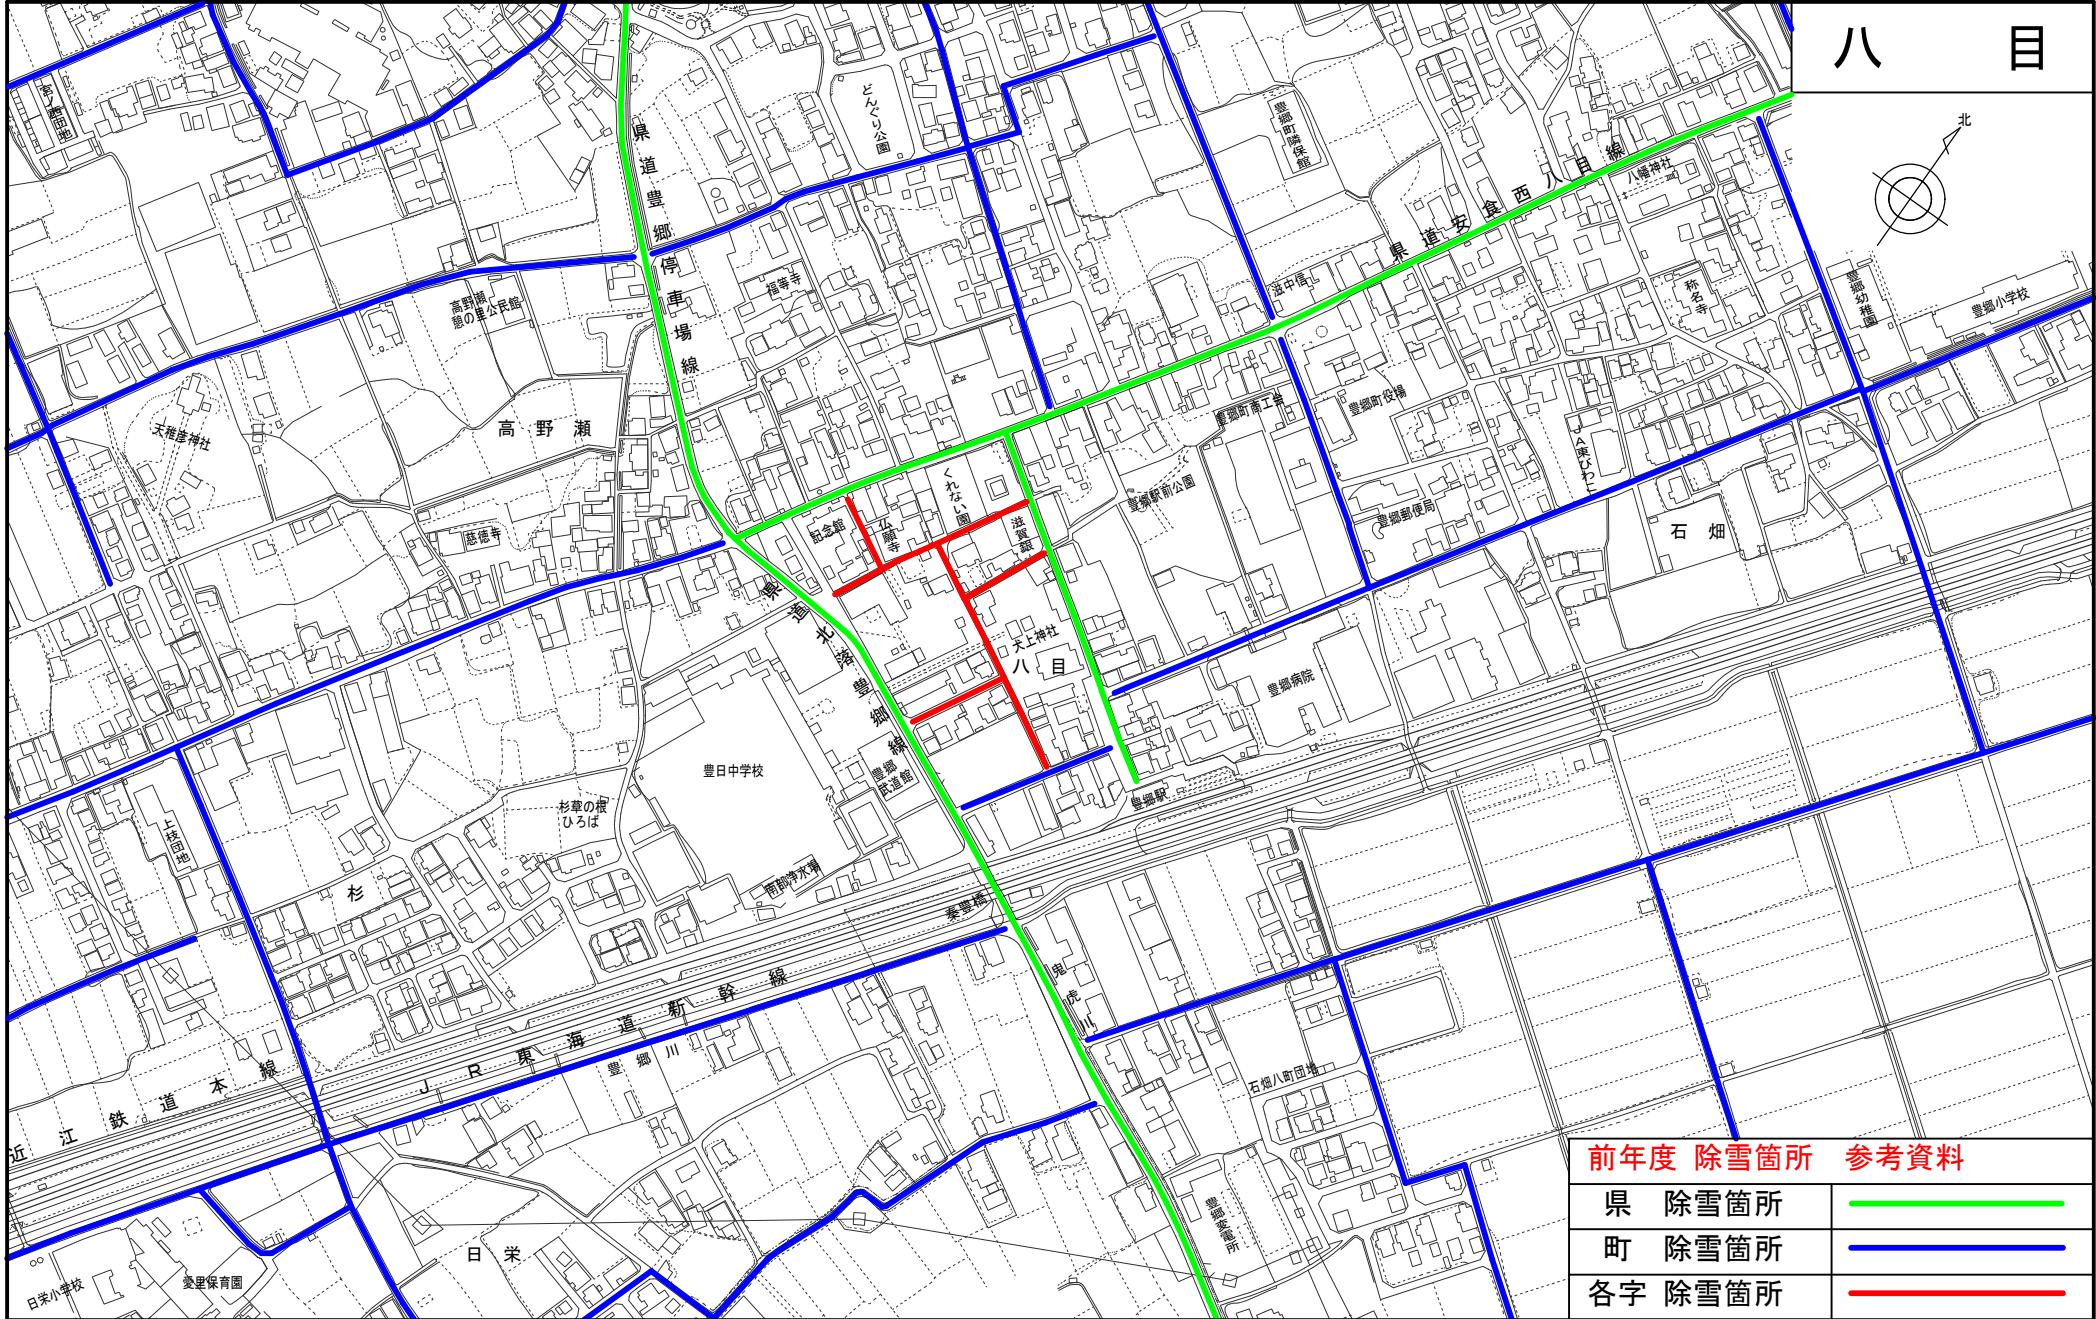 八 目
北
宮ノ西団地
どんぐり公園
豊郷町隣保館
県道豊郷停車場線
八幡神社
県道安食西八目線
福等寺
滋中信
称名寺
豊郷幼稚園
豊郷小学校
高野瀬
憩の里公民館
天稚彦神社
高野瀬
豊郷町商工会
豊郷町役場
JA東びわこ
慈徳寺
記念館
仏願寺
くれない園
滋賀銀
豊郷駅前公園
豊郷郵便局
石畑
県道北落豊郷線
犬上神社
八目
豊郷病院
豊日中学校
豊郷
武道館
豊郷駅
杉草の根
ひろば
上枝団地
杉
南部浄水場
秦豊橋
鬼虎川
近江鉄道本線
JR東海道新幹線
豊郷川
石畑八町団地
豊郷変電所
日栄
日栄小学校
愛里保育園
前年度 除雪箇所 参考資料
県 除雪箇所
町 除雪箇所
各字 除雪箇所